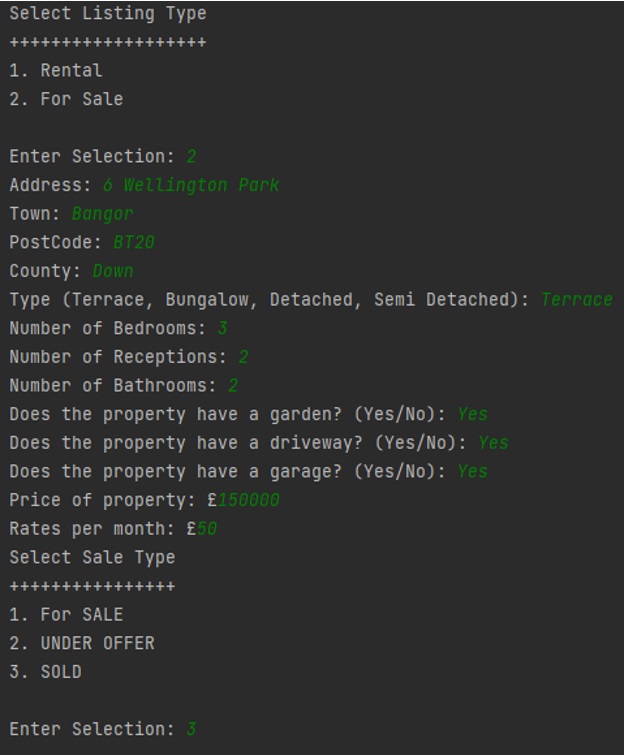 Select Listing Type
+++++++++++++++++++
1. Rental
2. For Sale
Enter Selection: 2
Address: 6 Wellington Park
Town: Bangor
PostCode: BT20
County: Down
Type (Terrace, Bungalow, Detached, Semi Detached): Terrace
Number of Bedrooms: 3
Number of Receptions: 2
Number of Bathrooms: 2
Does the property have a garden? (Yes/No): Yes
Does the property have a driveway? (Yes/No): Yes
Does the property have a garage? (Yes/No): Yes
Price of property: £150000
Rates per month: £50
Select Sale Type
++++++++++++++++
1. For SALE
2. UNDER OFFER
3. SOLD
Enter Selection: 3